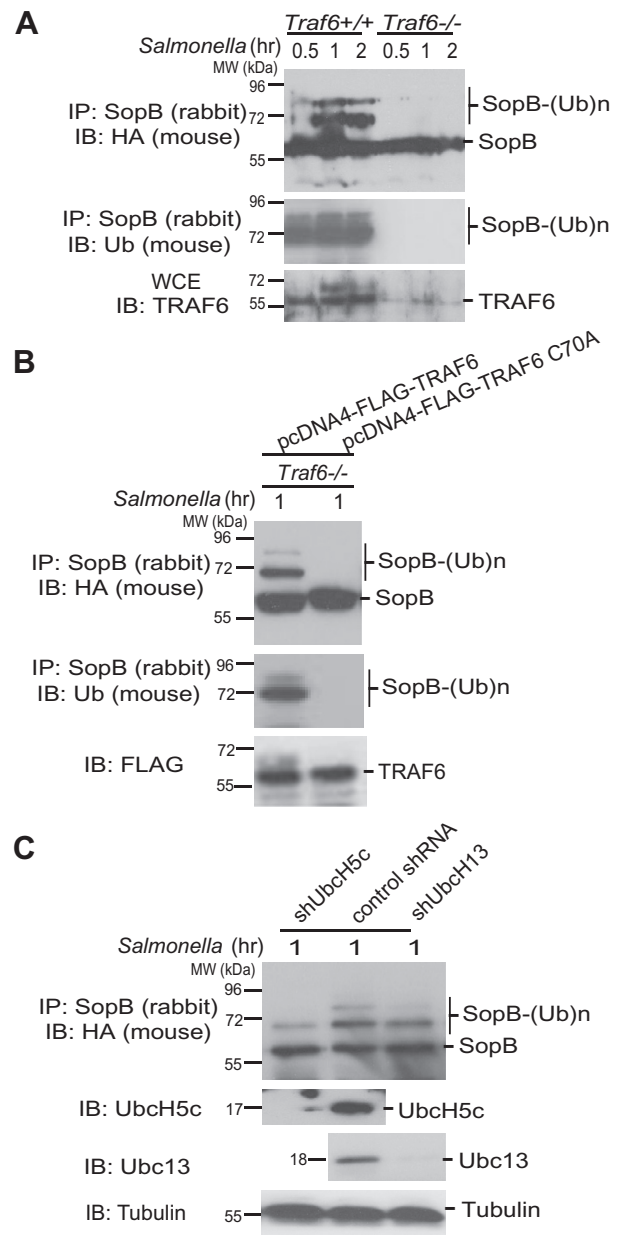 A
Traf6+/+ Traf6-/-
Salmonella (hr) 0.5 1 2 0.5 1 2
MW (kDa)
96
IP: SopB (rabbit)
IB: HA (mouse)
72
55
SopB-(Ub)n
SopB
96
IP: SopB (rabbit)
IB: Ub (mouse)
72
SopB-(Ub)n
WCE
IB: TRAF6
72
55
TRAF6
B
pcDNA4-FLAG-TRAF6
pcDNA4-FLAG-TRAF6 C70A
Traf6-/-
Salmonella (hr) 1 1
MW (kDa)
96
IP: SopB (rabbit)
IB: HA (mouse)
72
55
SopB-(Ub)n
SopB
IP: SopB (rabbit)
IB: Ub (mouse)
96
72
SopB-(Ub)n
72
IB: FLAG
55
TRAF6
C
shUbcH5c
control shRNA
shUbcH13
Salmonella (hr) 1 1 1
MW (kDa)
96
IP: SopB (rabbit)
IB: HA (mouse)
72
55
SopB-(Ub)n
SopB
IB: UbcH5c 17 UbcH5c
IB: Ubc13 18 Ubc13
IB: Tubulin 55 Tubulin